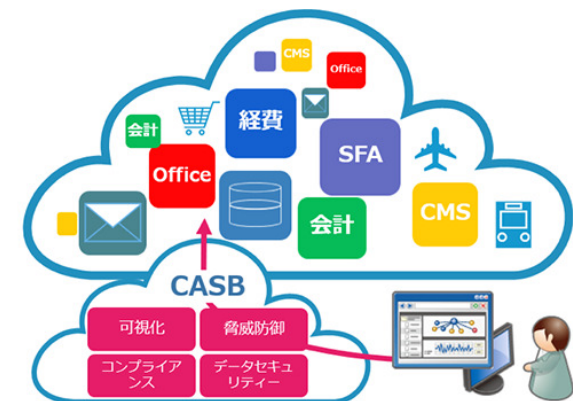 CMS
Office
会計
経費
Office
SFA
会計
CMS
CASB
可視化
脅威防御
コンプライア
ンス
データセキュ
リティー